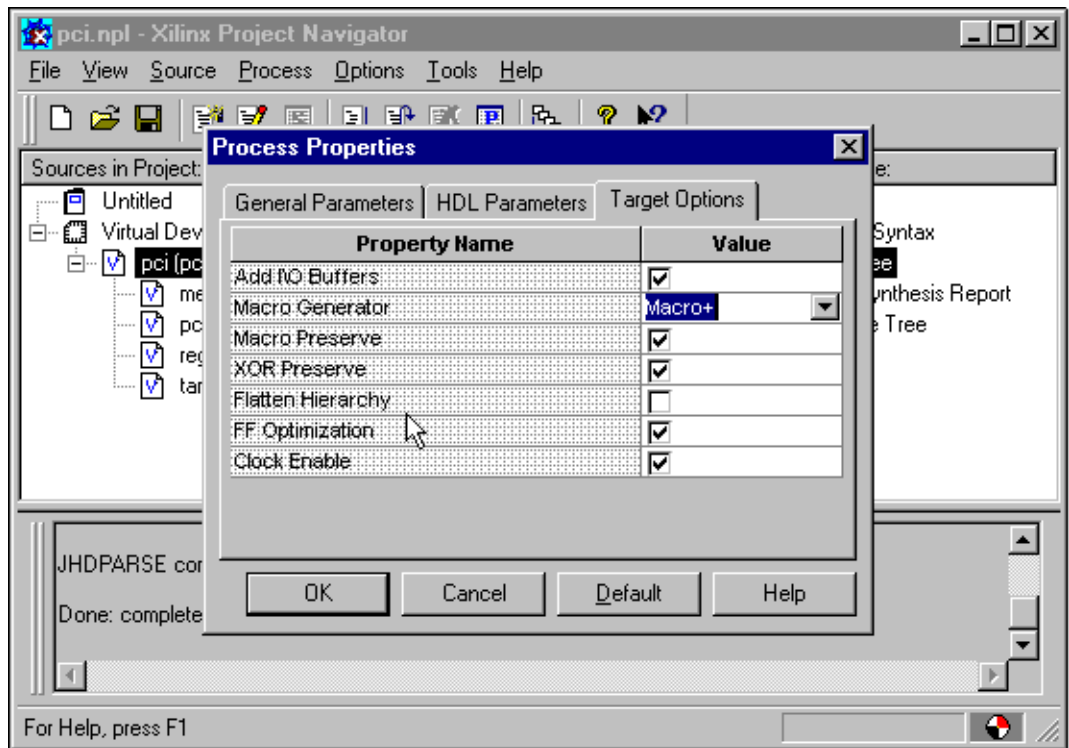 pci.npl - Xilinx Project Navigator
File View Source Process Options Tools Help
Process Properties
Sources in Project:
e:
Untitled
Virtual Dev
pci (pc
me
pc
reg
tar
Syntax
ee
ynthesis Report
e Tree
General Parameters HDL Parameters Target Options
Property Name Value
Add I\O Buffers
Macro Generator Macro+
Macro Preserve
XOR Preserve
Flatten Hierarchy
FF Optimization
Clock Enable
OK Cancel Default Help
JHDPARSE cor
Done: complete
For Help, press F1